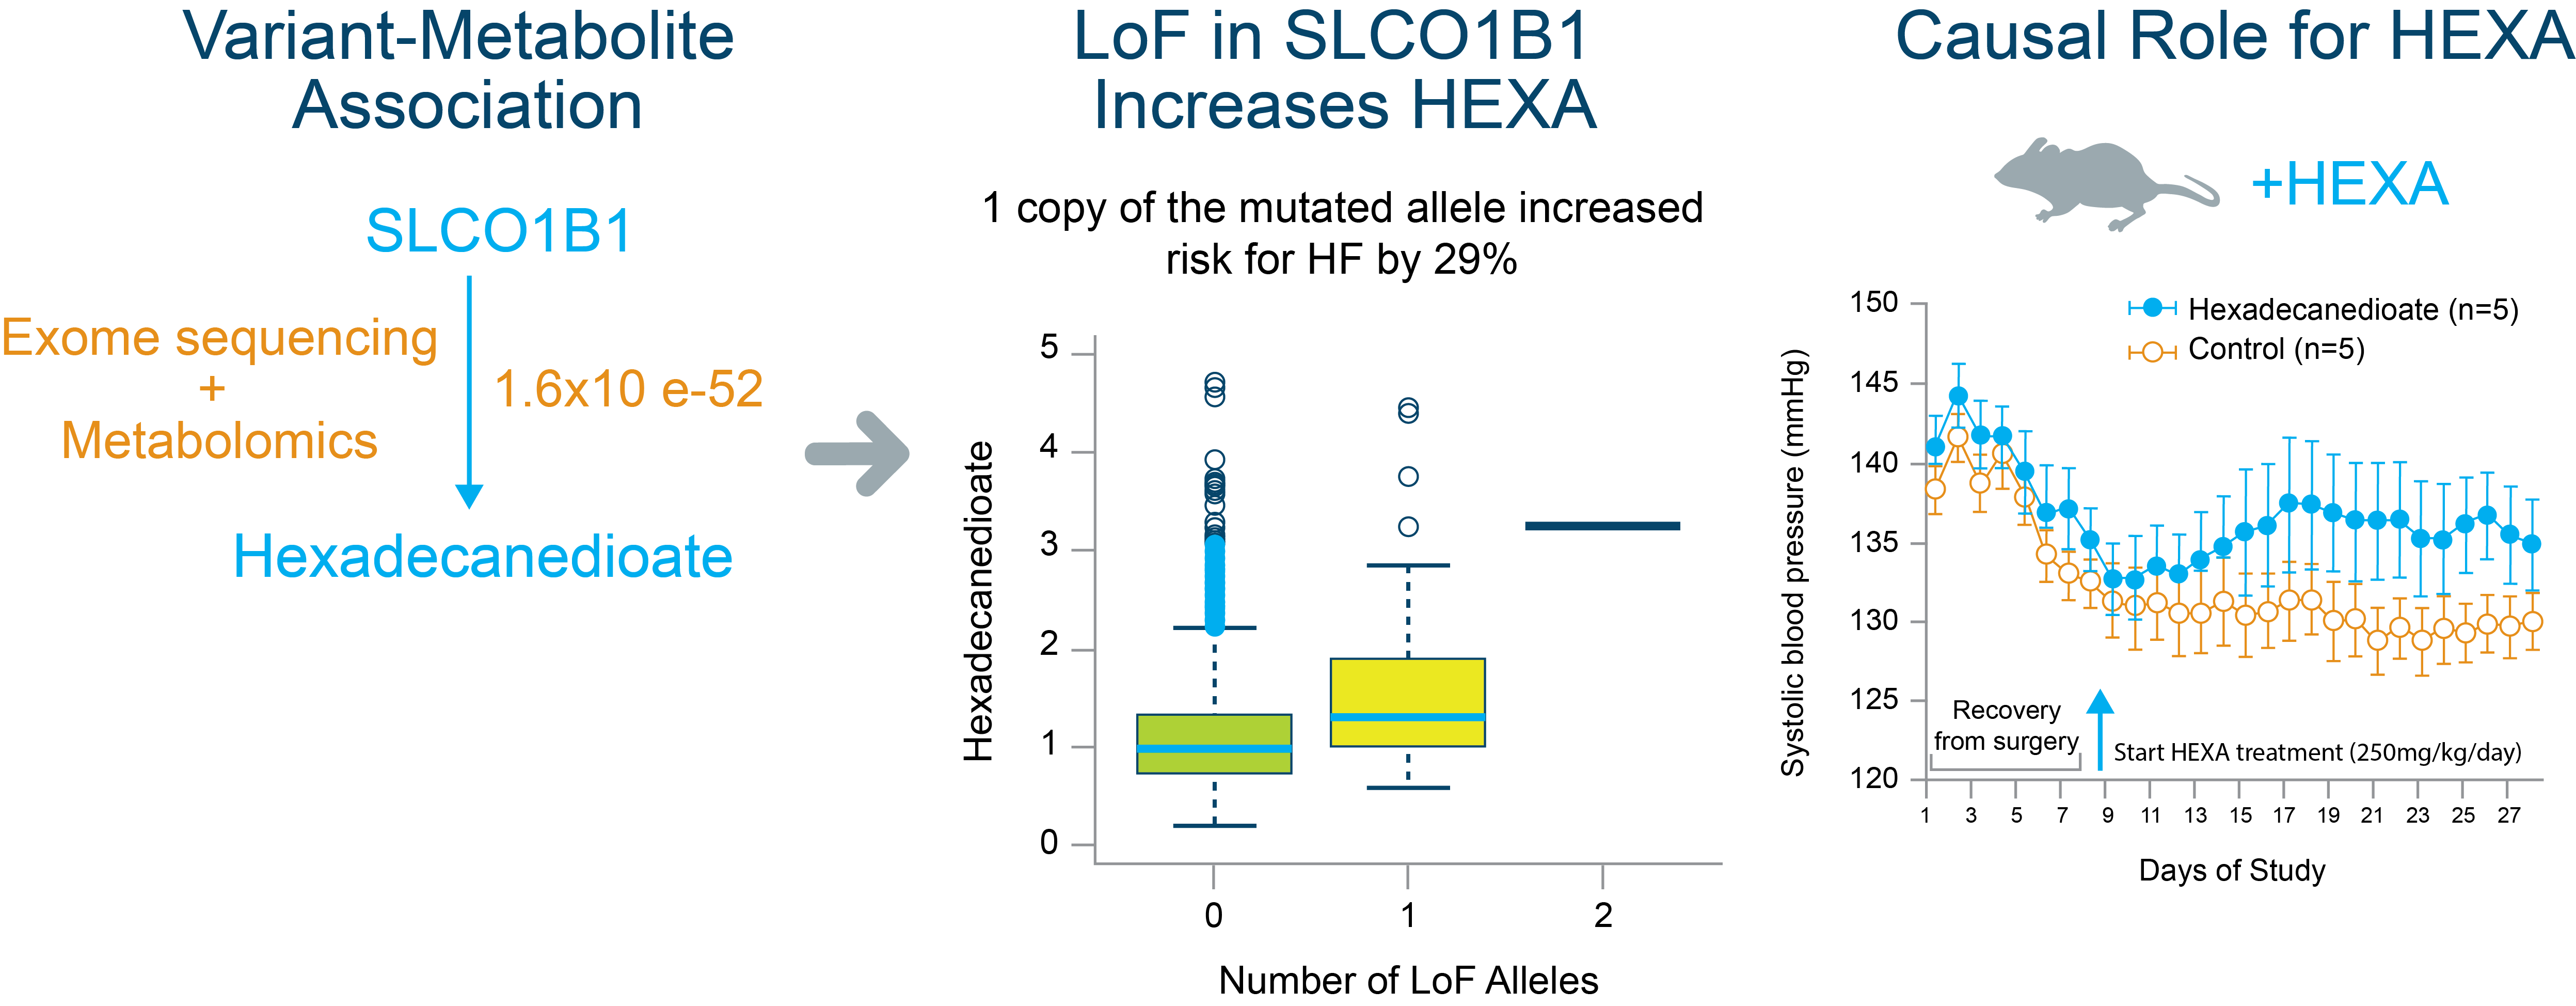 Variant-Metabolite
Association
SLCO1B1
Exome sequencing
+
Metabolomics
1.6x10 e-52
Hexadecanedioate
LoF in SLCO1B1
Increases HEXA
1 copy of the mutated allele increased
risk for HF by 29%
Hexadecanedioate
5
4
3
2
1
0
0
1
2
Number of LoF Alleles
Causal Role for HEXA
+HEXA
Hexadecanedioate (n=5)
Control (n=5)
Systolic blood pressure (mmHg)
150
145
140
135
130
125
120
Recovery
from surgery
Start HEXA treatment (250mg/kg/day)
1 3 5 7 9 11 13 15 17 19 21 23 25 27
Days of Study